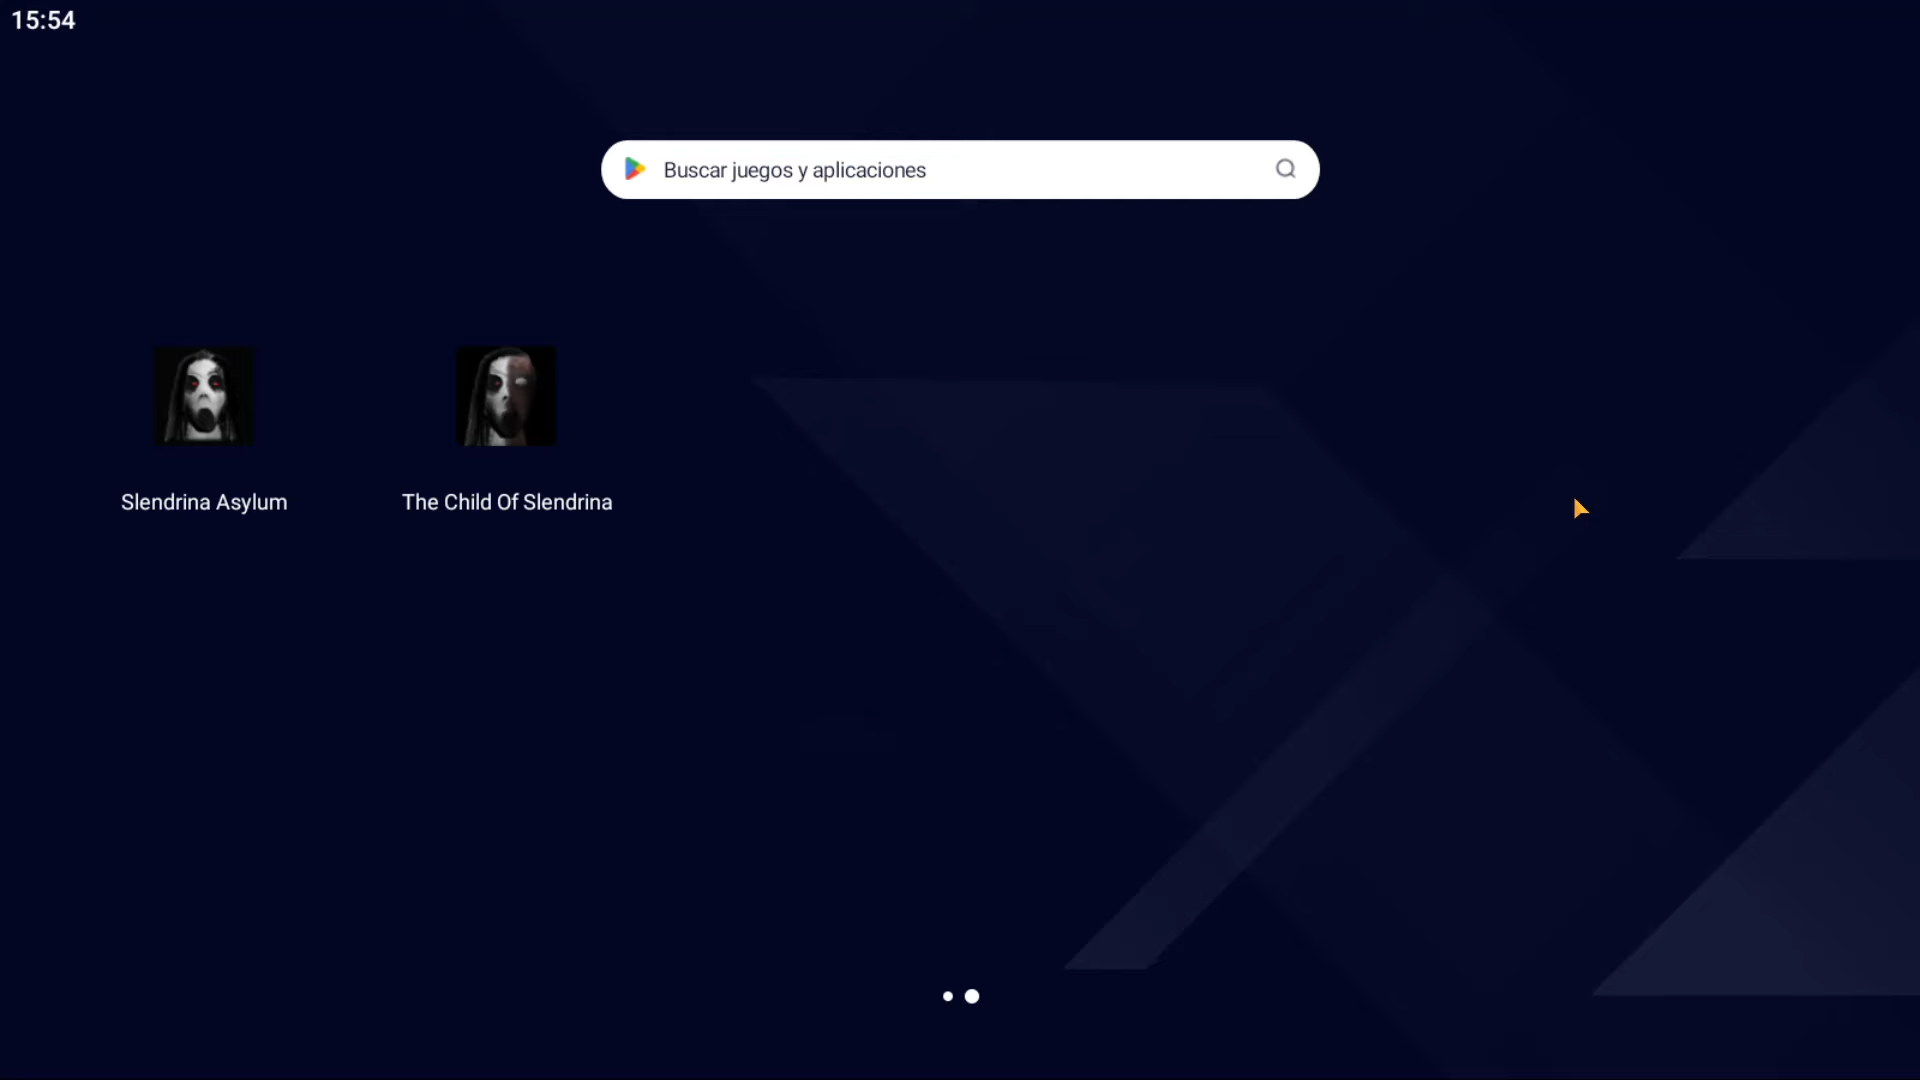 15:54
Buscar juegos y aplicaciones
Slendrina Asylum
The Child Of Slendrina